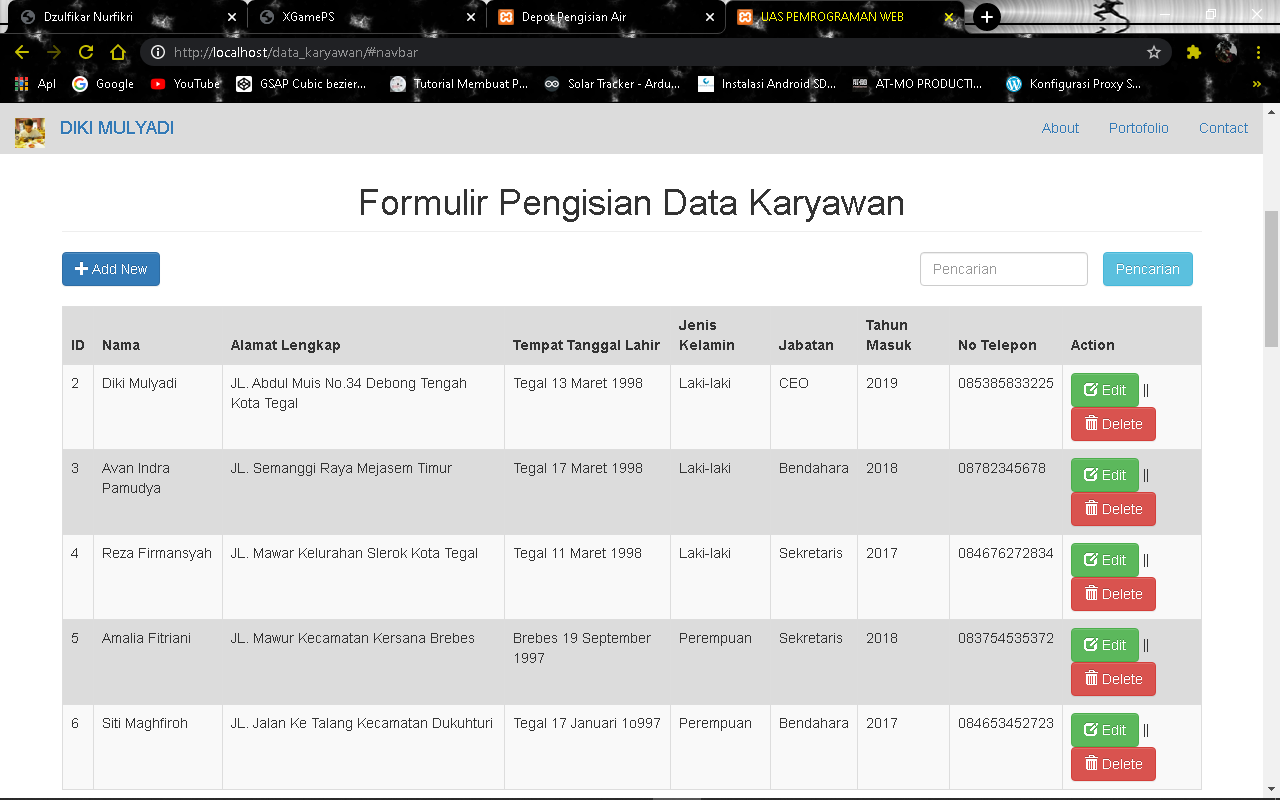 Dzulfikar Nurfikri
XGamePS
Depot Pengisian Air
UAS PEMROGRAMAN WEB
http://localhost/data_karyawan/#navbar
Apl
Google
YouTube
GSAP Cubic bezier...
Tutorial Membuat P...
Solar Tracker - Ardu...
Instalasi Android SD...
AT-MO PRODUCTI...
Konfigurasi Proxy S...
»
DIKI MULYADI
About
Portofolio
Contact
Formulir Pengisian Data Karyawan
Add New
Pencarian
Pencarian
ID Nama Alamat Lengkap Tempat Tanggal Lahir Jenis Kelamin Jabatan Tahun Masuk No Telepon Action
2 Diki Mulyadi JL. Abdul Muis No.34 Debong Tengah Tegal 13 Maret 1998 Laki-laki CEO 2019 085385833225 Edit ||
Kota Tegal Delete
3 Avan Indra JL. Semanggi Raya Mejasem Timur Tegal 17 Maret 1998 Laki-laki Bendahara 2018 08782345678 Edit ||
Pamudya Delete
4 Reza Firmansyah JL. Mawar Kelurahan Slerok Kota Tegal Tegal 11 Maret 1998 Laki-laki Sekretaris 2017 084676272834 Edit ||
Delete
5 Amalia Fitriani JL. Mawur Kecamatan Kersana Brebes Brebes 19 September Perempuan Sekretaris 2018 083754535372 Edit ||
1997 Delete
6 Siti Maghfiroh JL. Jalan Ke Talang Kecamatan Dukuhturi Tegal 17 Januari 1o997 Perempuan Bendahara 2017 084653452723 Edit ||
Delete